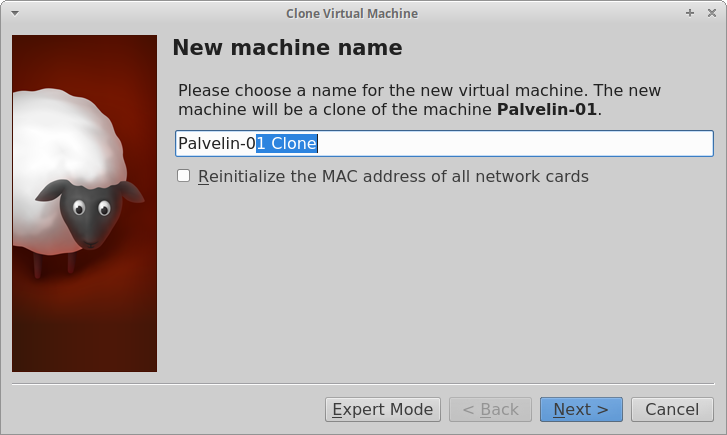 Clone Virtual Machine
New machine name
Please choose a name for the new virtual machine. The new
machine will be a clone of the machine Palvelin-01.
Palvelin-01 Clone
Reinitialize the MAC address of all network cards
Expert Mode
< Back
Next >
Cancel